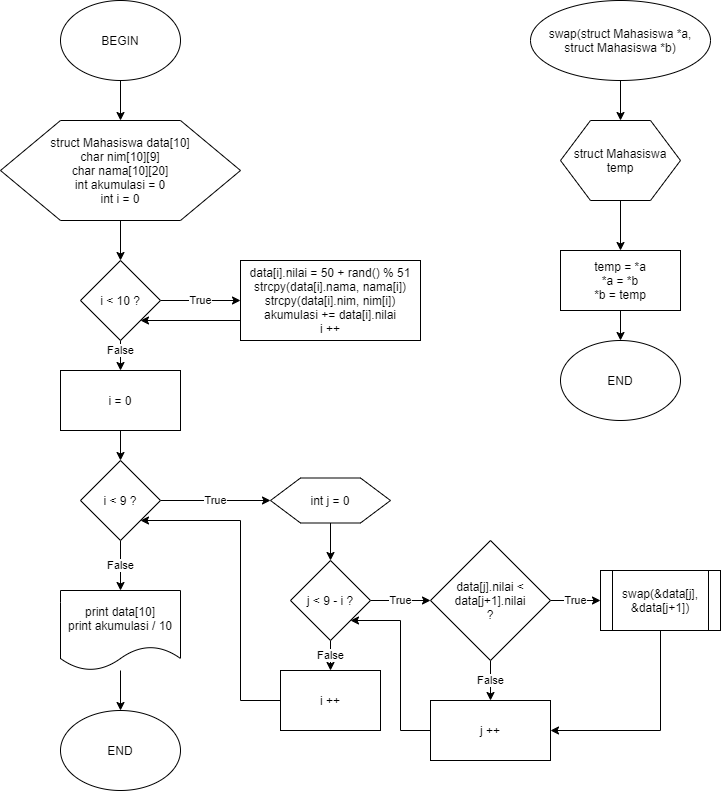 BEGIN
struct Mahasiswa data[10]
char nim[10][9]
char nama[10][20]
int akumulasi = 0
int i = 0
i < 10 ?
True
data[i].nilai = 50 + rand() % 51
strcpy(data[i].nama, nama[i])
strcpy(data[i].nim, nim[i])
akumulasi += data[i].nilai
i ++
False
i = 0
i < 9 ?
True
int j = 0
False
print data[10]
print akumulasi / 10
END
j < 9 - i ?
True
data[j].nilai <
data[j+1].nilai
?
True
swap(&data[j],
&data[j+1])
False
i ++
False
j ++
swap(struct Mahasiswa *a,
struct Mahasiswa *b)
struct Mahasiswa
temp
temp = *a
*a = *b
*b = temp
END